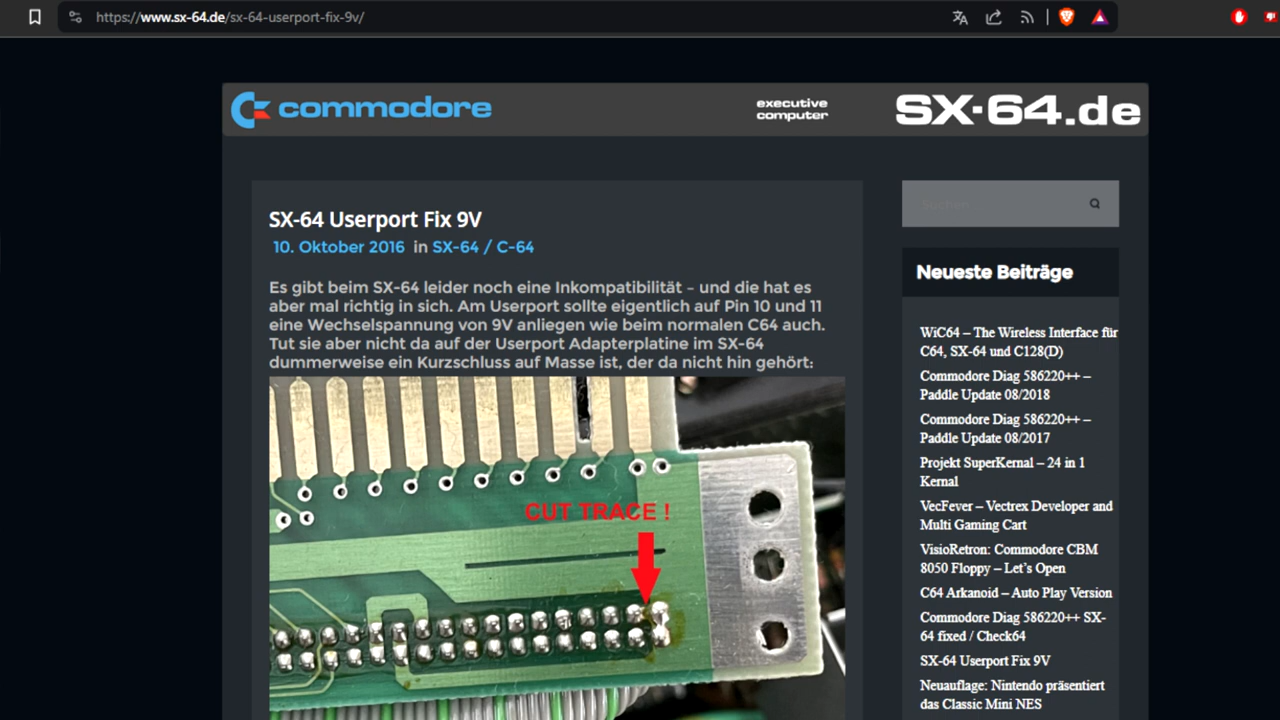 https://www.sx-64.de/sx-64-userport-fix-9v/
commodore
executive
computer
SX-64.de
SX-64 Userport Fix 9V
10. Oktober 2016 in SX-64 / C-64
Es gibt beim SX-64 leider noch eine Inkompatibilität – und die hat es
aber mal richtig in sich. Am Userport sollte eigentlich auf Pin 10 und 11
eine Wechselspannung von 9V anliegen wie beim normalen C64 auch.
Tut sie aber nicht da auf der Userport Adapterplatine im SX-64
dummerweise ein Kurzschluss auf Masse ist, der da nicht hin gehört:
CUT TRACE !
Suchen
Neueste Beiträge
WiC64 – The Wireless Interface für
C64, SX-64 und C128(D)
Commodore Diag 586220++ –
Paddle Update 08/2018
Commodore Diag 586220++ –
Paddle Update 08/2017
Projekt SuperKernal – 24 in 1
Kernal
VecFever – Vectrex Developer and
Multi Gaming Cart
VisioRetron: Commodore CBM
8050 Floppy – Let’s Open
C64 Arkanoid – Auto Play Version
Commodore Diag 586220++ SX-
64 fixed / Check64
SX-64 Userport Fix 9V
Neuauflage: Nintendo präsentiert
das Classic Mini NES